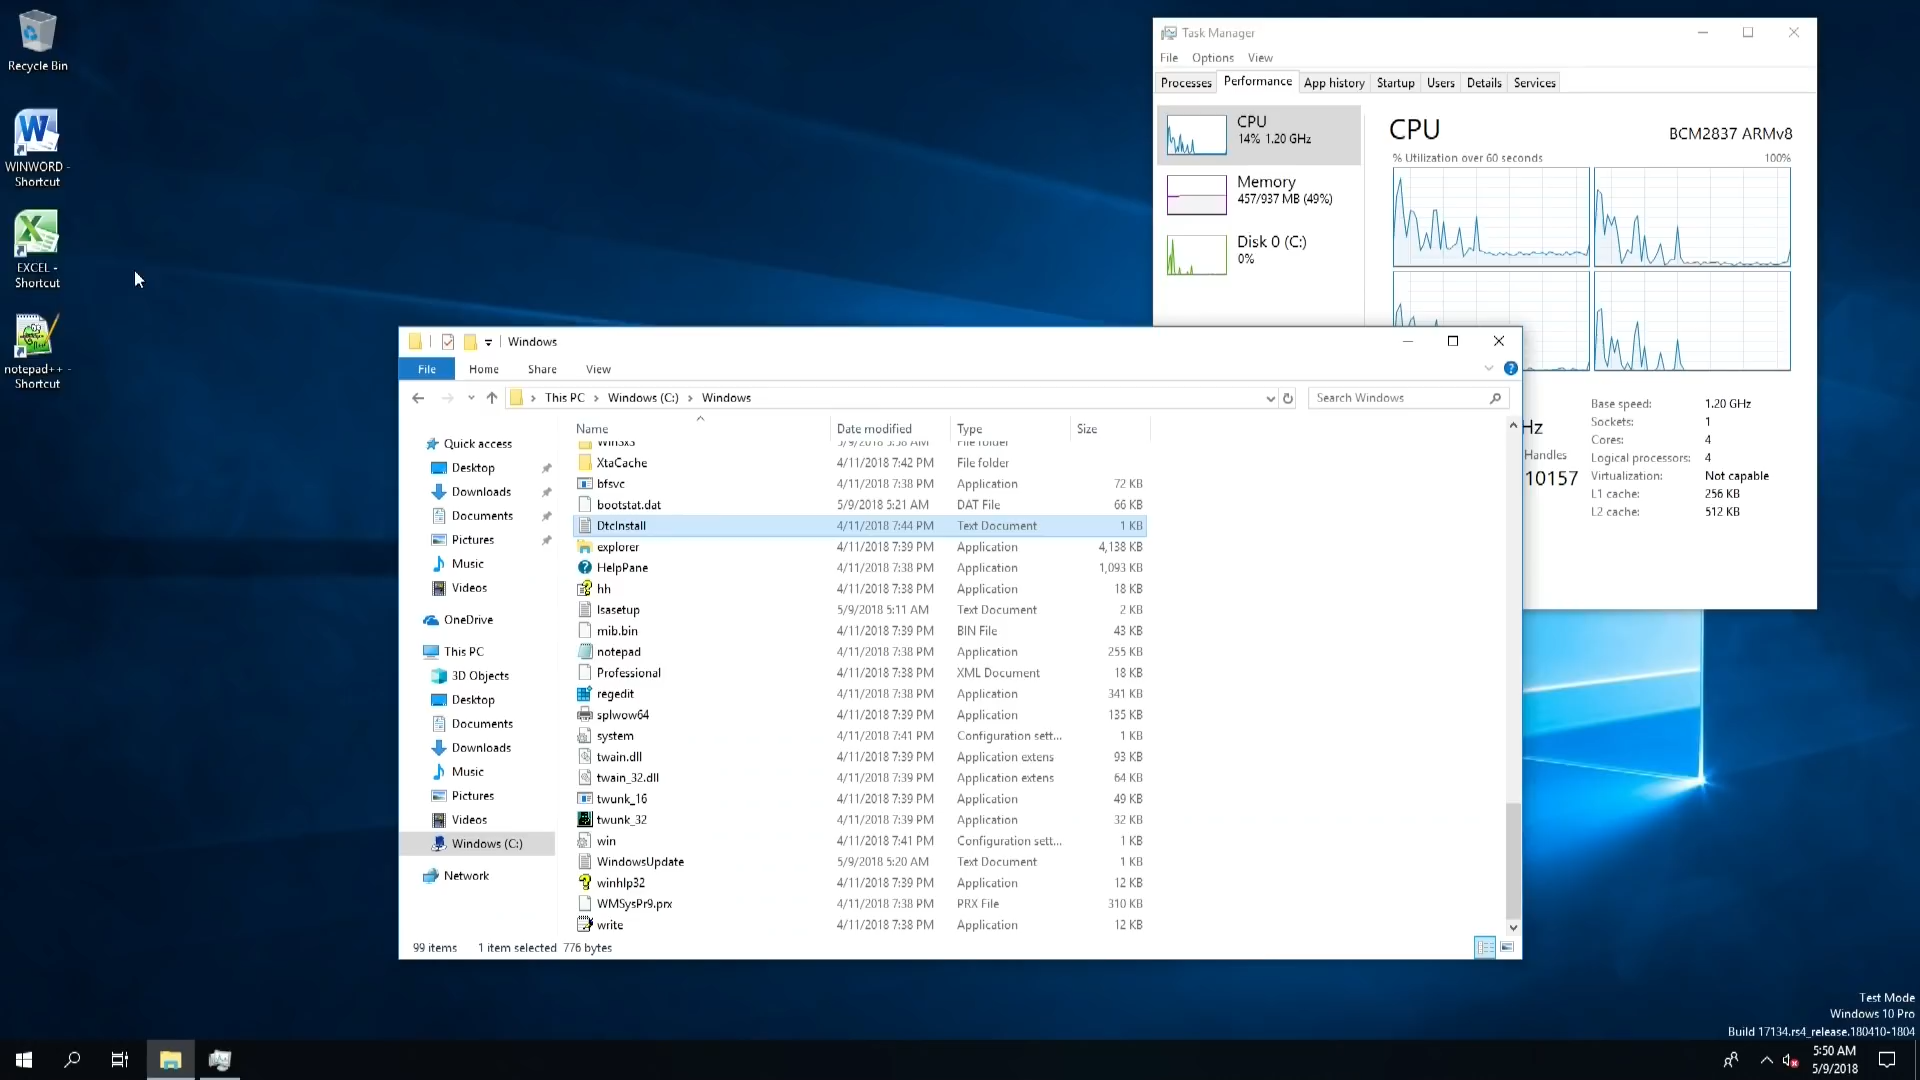 Recycle Bin
WINWORD -
Shortcut
EXCEL -
Shortcut
notepad++ -
Shortcut
Task Manager
File Options View
Processes Performance App history Startup Users Details Services
CPU
14% 1.20 GHz
Memory
457/937 MB (49%)
Disk 0 (C:)
0%
CPU BCM2837 ARMv8
% Utilization over 60 seconds 100%
Hz
Handles
10157
Base speed: 1.20 GHz
Sockets: 1
Cores: 4
Logical processors: 4
Virtualization: Not capable
L1 cache: 256 KB
L2 cache: 512 KB
Windows
File Home Share View
This PC > Windows (C:) > Windows
Search Windows
Quick access
Desktop
Downloads
Documents
Pictures
Music
Videos
OneDrive
This PC
3D Objects
Desktop
Documents
Downloads
Music
Pictures
Videos
Windows (C:)
Network
Name Date modified Type Size
WinSxS 5/9/2018 5:38 AM File folder
XtaCache 4/11/2018 7:42 PM File folder
bfsvc 4/11/2018 7:38 PM Application 72 KB
bootstat.dat 5/9/2018 5:21 AM DAT File 66 KB
DtcInstall 4/11/2018 7:44 PM Text Document 1 KB
explorer 4/11/2018 7:39 PM Application 4,138 KB
HelpPane 4/11/2018 7:38 PM Application 1,093 KB
hh 4/11/2018 7:38 PM Application 18 KB
lsasetup 5/9/2018 5:11 AM Text Document 2 KB
mib.bin 4/11/2018 7:39 PM BIN File 43 KB
notepad 4/11/2018 7:38 PM Application 255 KB
Professional 4/11/2018 7:38 PM XML Document 18 KB
regedit 4/11/2018 7:38 PM Application 341 KB
splwow64 4/11/2018 7:39 PM Application 135 KB
system 4/11/2018 7:41 PM Configuration sett... 1 KB
twain.dll 4/11/2018 7:39 PM Application extens 93 KB
twain_32.dll 4/11/2018 7:39 PM Application extens 64 KB
twunk_16 4/11/2018 7:39 PM Application 49 KB
twunk_32 4/11/2018 7:39 PM Application 32 KB
win 4/11/2018 7:41 PM Configuration sett... 1 KB
WindowsUpdate 5/9/2018 5:20 AM Text Document 1 KB
winhlp32 4/11/2018 7:39 PM Application 12 KB
WMSysPr9.prx 4/11/2018 7:38 PM PRX File 310 KB
write 4/11/2018 7:38 PM Application 12 KB
99 items 1 item selected 776 bytes
Test Mode
Windows 10 Pro
Build 17134.rs4_release.180410-1804
5:50 AM
5/9/2018